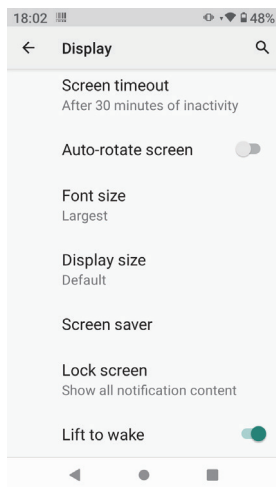 18:02 48%
Display
Screen timeout
After 30 minutes of inactivity
Auto-rotate screen
Font size
Largest
Display size
Default
Screen saver
Lock screen
Show all notification content
Lift to wake